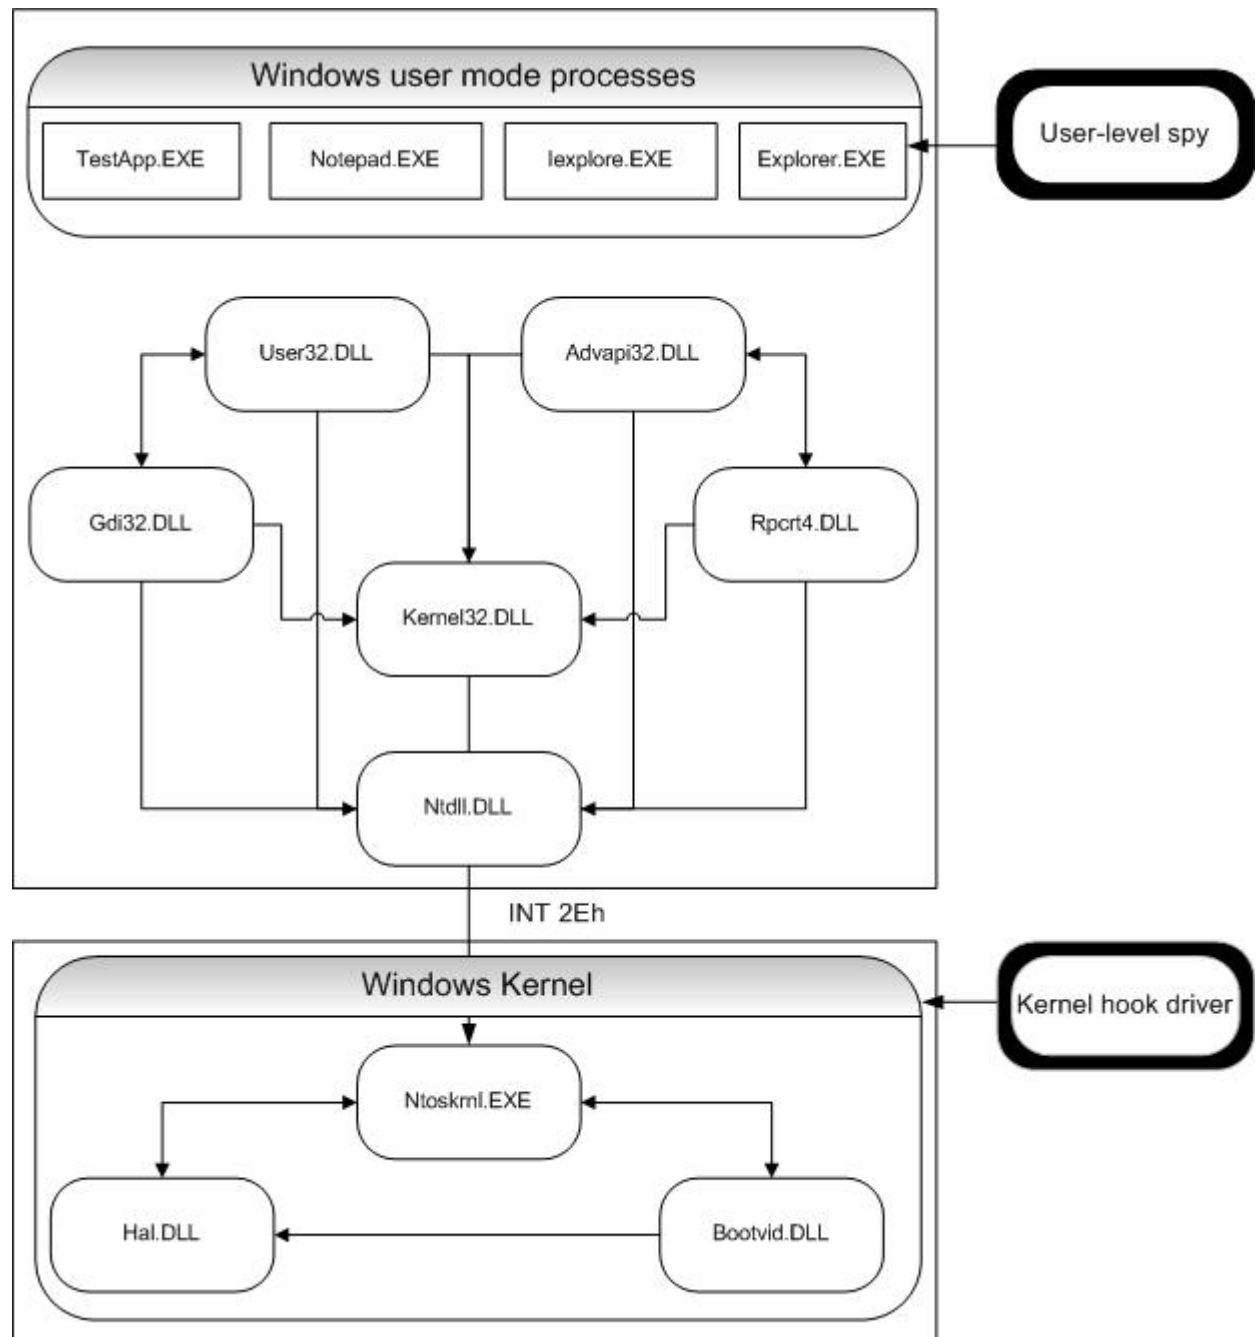 Windows user mode processes
TestApp.EXE
Notepad.EXE
Iexplore.EXE
Explorer.EXE
User-level spy
User32.DLL
Advapi32.DLL
Gdi32.DLL
Rpcrt4.DLL
Kernel32.DLL
Ntdll.DLL
INT 2Eh
Windows Kernel
Kernel hook driver
Ntoskrnl.EXE
Hal.DLL
Bootvid.DLL